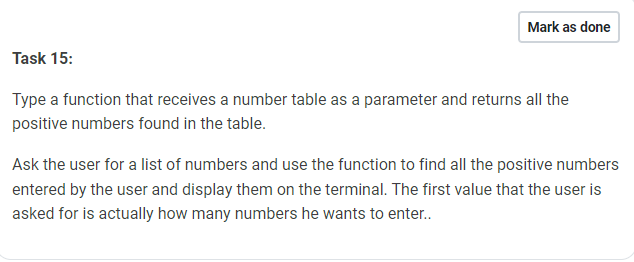 Mark as done
Task 15:
Type a function that receives a number table as a parameter and returns all the
positive numbers found in the table.
Ask the user for a list of numbers and use the function to find all the positive numbers
entered by the user and display them on the terminal. The first value that the user is
asked for is actually how many numbers he wants to enter..